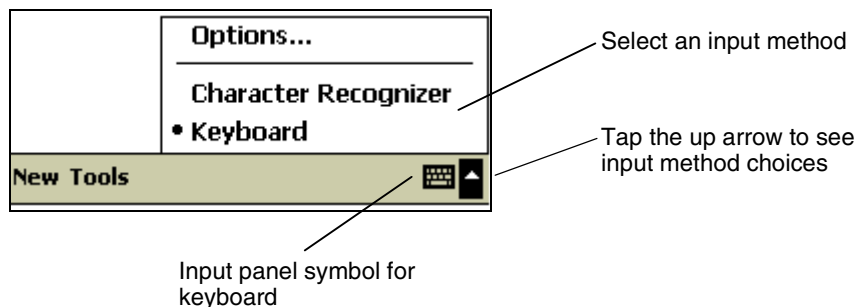 Options...
Select an input method
Character Recognizer
• Keyboard
Tap the up arrow to see
input method choices
New Tools
Input panel symbol for
keyboard